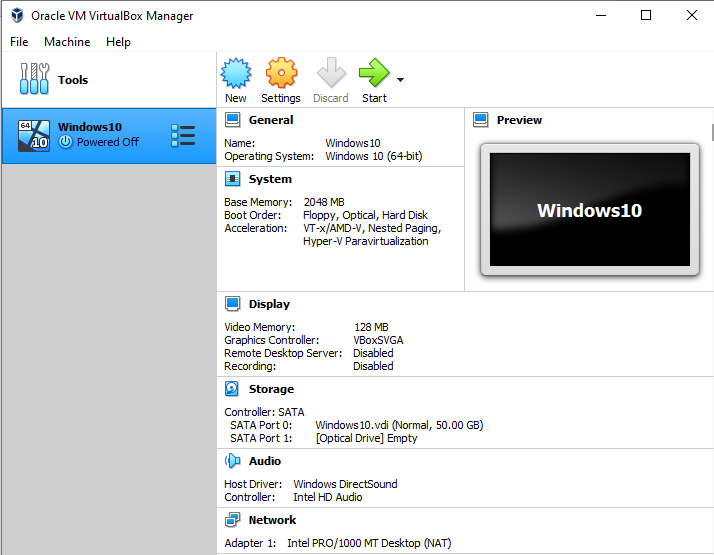 Oracle VM VirtualBox Manager
File Machine Help
Tools
New Settings Discard Start
64
10
Windows10
Powered Off
General
Name: Windows10
Operating System: Windows 10 (64-bit)
Preview
Windows10
System
Base Memory: 2048 MB
Boot Order: Floppy, Optical, Hard Disk
Acceleration: VT-x/AMD-V, Nested Paging,
Hyper-V Paravirtualization
Display
Video Memory: 128 MB
Graphics Controller: VBoxSVGA
Remote Desktop Server: Disabled
Recording: Disabled
Storage
Controller: SATA
SATA Port 0: Windows10.vdi (Normal, 50.00 GB)
SATA Port 1: [Optical Drive] Empty
Audio
Host Driver: Windows DirectSound
Controller: Intel HD Audio
Network
Adapter 1: Intel PRO/1000 MT Desktop (NAT)